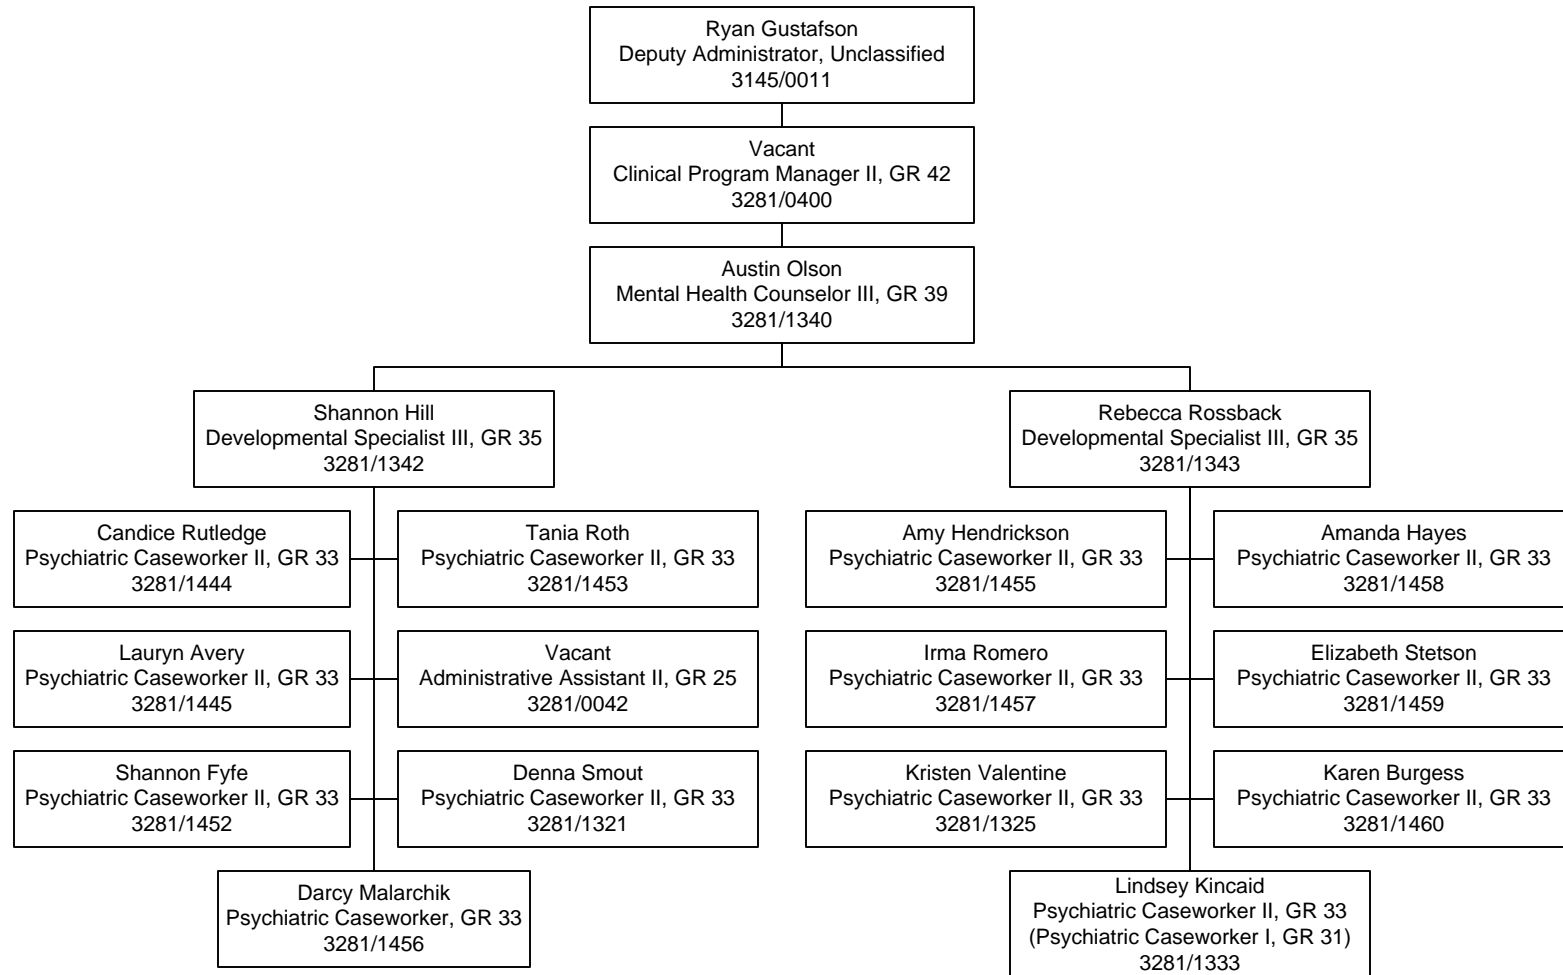 Ryan Gustafson
Deputy Administrator, Unclassified
3145/0011
Vacant
Clinical Program Manager II, GR 42
3281/0400
Austin Olson
Mental Health Counselor III, GR 39
3281/1340
Shannon Hill
Developmental Specialist III, GR 35
3281/1342
Rebecca Rossback
Developmental Specialist III, GR 35
3281/1343
Candice Rutledge
Psychiatric Caseworker II, GR 33
3281/1444
Tania Roth
Psychiatric Caseworker II, GR 33
3281/1453
Amy Hendrickson
Psychiatric Caseworker II, GR 33
3281/1455
Amanda Hayes
Psychiatric Caseworker II, GR 33
3281/1458
Lauryn Avery
Psychiatric Caseworker II, GR 33
3281/1445
Vacant
Administrative Assistant II, GR 25
3281/0042
Irma Romero
Psychiatric Caseworker II, GR 33
3281/1457
Elizabeth Stetson
Psychiatric Caseworker II, GR 33
3281/1459
Shannon Fyfe
Psychiatric Caseworker II, GR 33
3281/1452
Denna Smout
Psychiatric Caseworker II, GR 33
3281/1321
Kristen Valentine
Psychiatric Caseworker II, GR 33
3281/1325
Karen Burgess
Psychiatric Caseworker II, GR 33
3281/1460
Darcy Malarchik
Psychiatric Caseworker, GR 33
3281/1456
Lindsey Kincaid
Psychiatric Caseworker II, GR 33
(Psychiatric Caseworker I, GR 31)
3281/1333